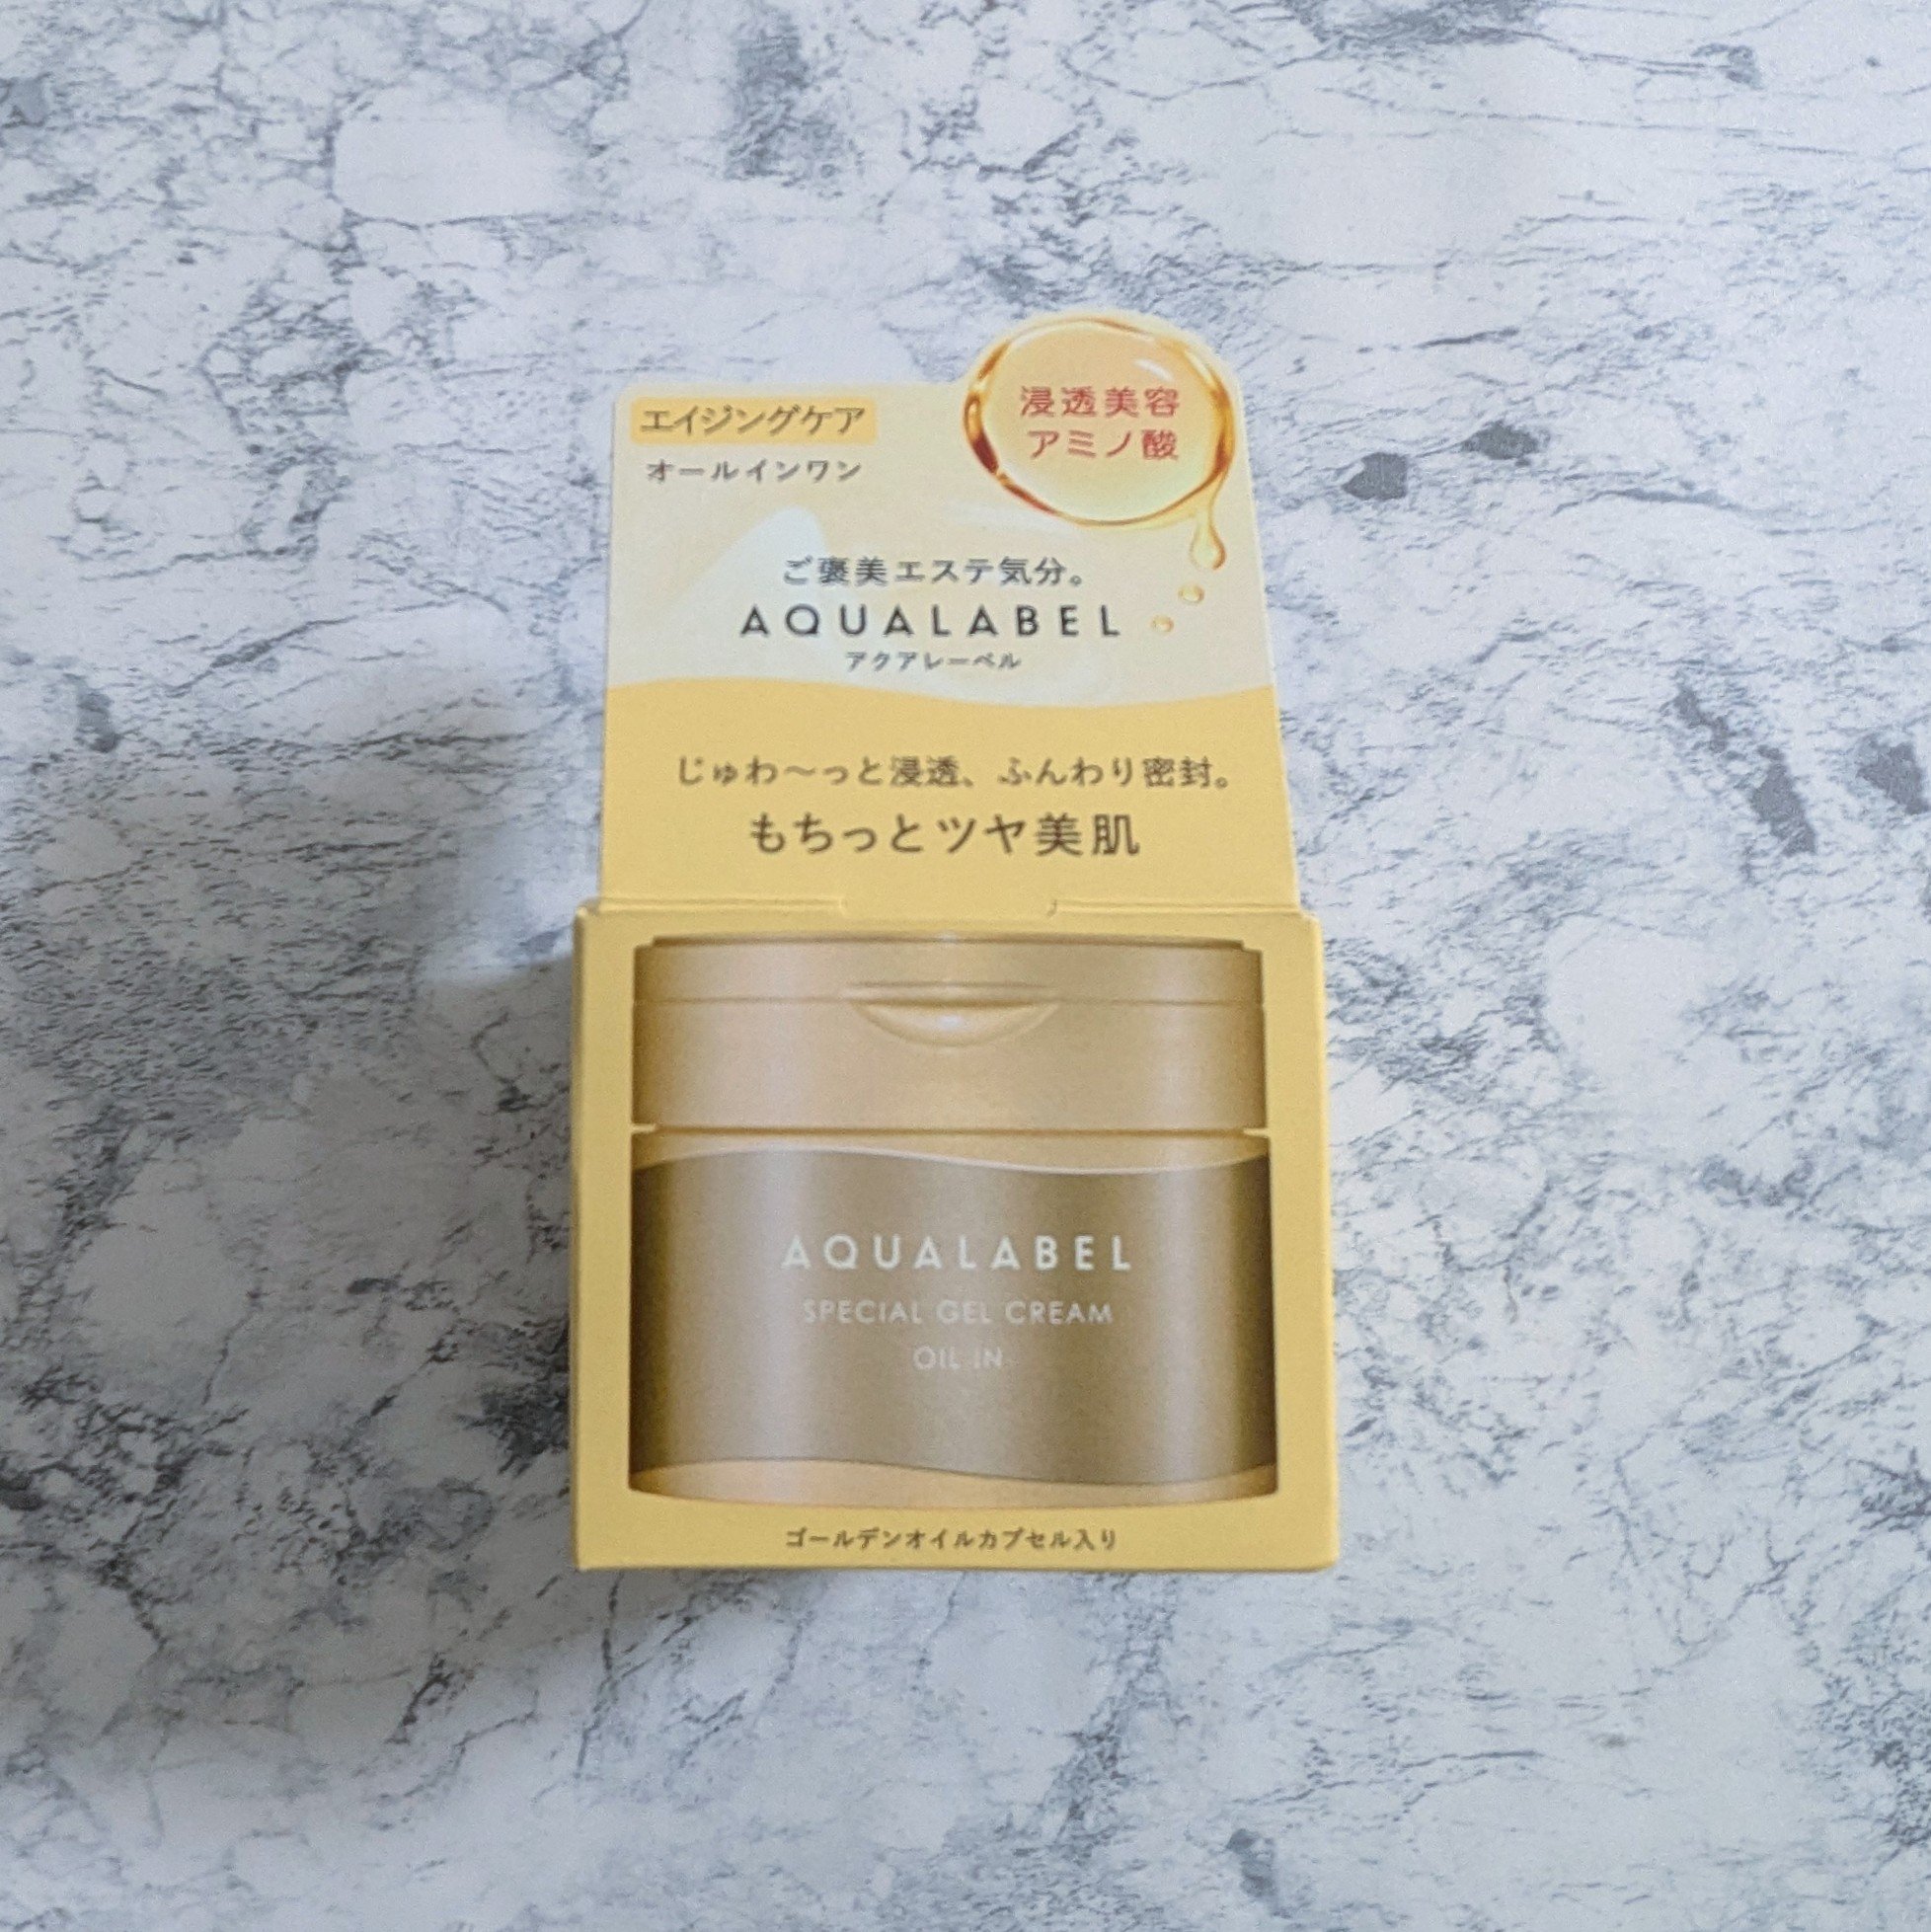 エイジングケア
オールインワン
浸透美容
アミノ酸
ご褒美エステ気分。
AQUALABEL
アクアレーベル
じゅわ〜っと浸透、ふんわり密封。
もちっとツヤ美肌
AQUALABEL
SPECIAL GEL CREAM
OIL IN
ゴールデンオイルカプセル入り